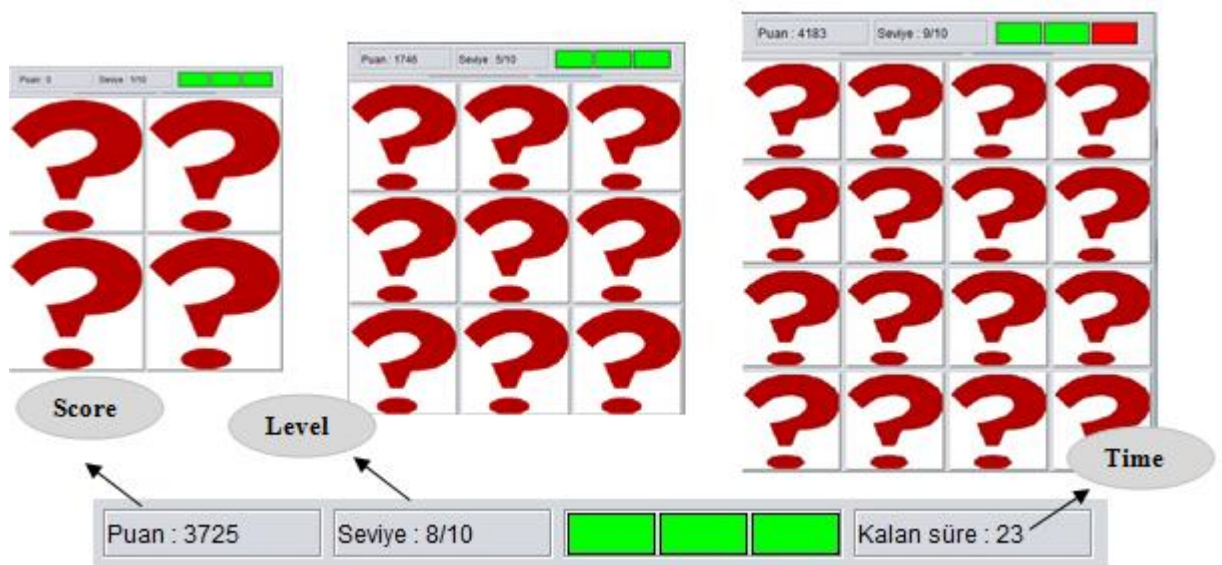 Puan : 4183 Seviye : 9/10
Puan : 1746 Seviye : 5/10
Puan : 0 Seviye : 1/10
Score
Level
Time
Puan : 3725 Seviye : 8/10 Kalan süre : 23